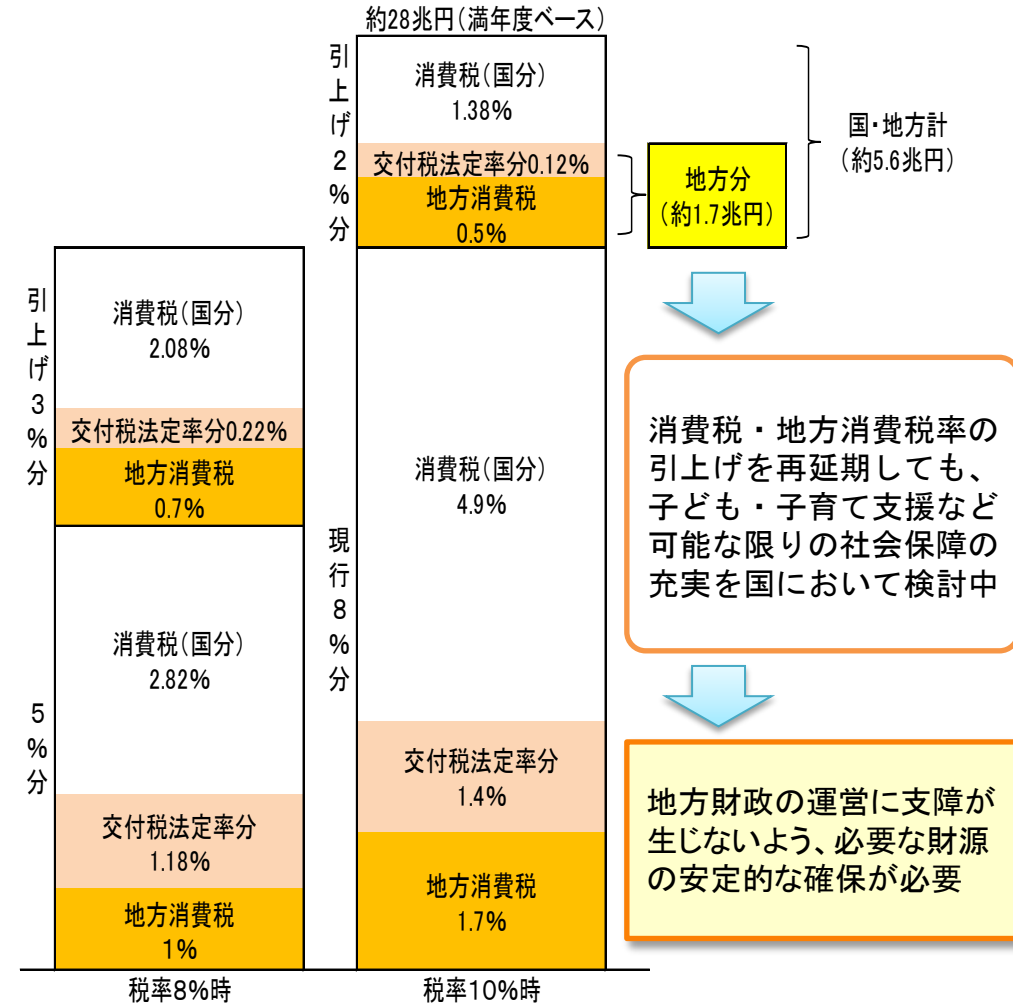 約28兆円(満年度ベース)
引上げ2%分
消費税(国分)
1.38%
交付税法定率分0.12%
地方消費税
0.5%
地方分
(約1.7兆円)
国・地方計
(約5.6兆円)
引上げ3%分
消費税(国分)
2.08%
交付税法定率分0.22%
地方消費税
0.7%
5%分
消費税(国分)
2.82%
交付税法定率分
1.18%
地方消費税
1%
税率8%時
現行8%分
消費税(国分)
4.9%
交付税法定率分
1.4%
地方消費税
1.7%
税率10%時
消費税・地方消費税率の
引上げを再延期しても、
子ども・子育て支援など
可能な限りの社会保障の
充実を国において検討中
地方財政の運営に支障が
生じないよう、必要な財源
の安定的な確保が必要